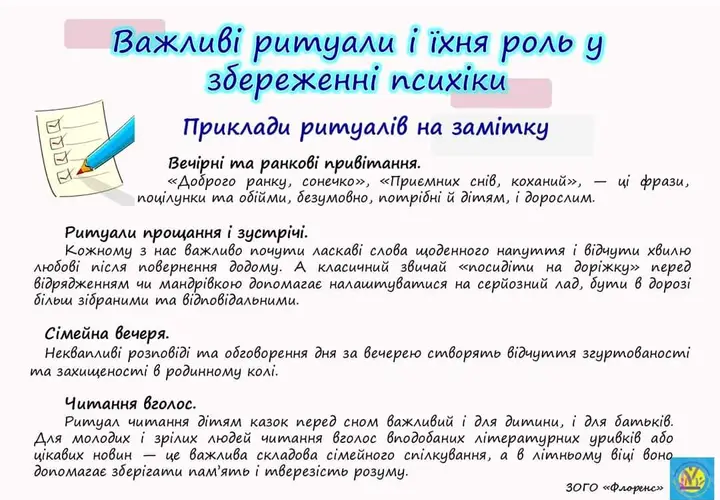 Важливі ритуали і їхня роль у
збереженні психіки
Приклади ритуалів на замітку
Вечірні та ранкові привітання.
«Доброго ранку, сонечко», «Приємних снів, коханий», — ці фрази,
поцілунки та обійми, безумовно, потрібні й дітям, і дорослим.
Ритуали прощання і зустрічі.
Кожному з нас важливо почути ласкаві слова щоденного напуття і відчути хвилю
любові після повернення додому. А класичний звичай «посидіти на доріжку» перед
відрядженням чи мандрівкою допомагає налаштуватися на серйозний лад, бути в дорозі
більш зібраними та відповідальними.
Сімейна вечеря.
Неквапливі розповіді та обговорення дня за вечерею створять відчуття згуртованості
та захищеності в родинному колі.
Читання вголос.
Ритуал читання дітям казок перед сном важливий і для дитини, і для батьків.
Для молодих і зрілих людей читання вголос вподобаних літературних уривків або
цікавих новин — це важлива складова сімейного спілкування, а в літньому віці воно
допомагає зберігати пам'ять і тверезість розуму.
ЗОГО «Флоренс»